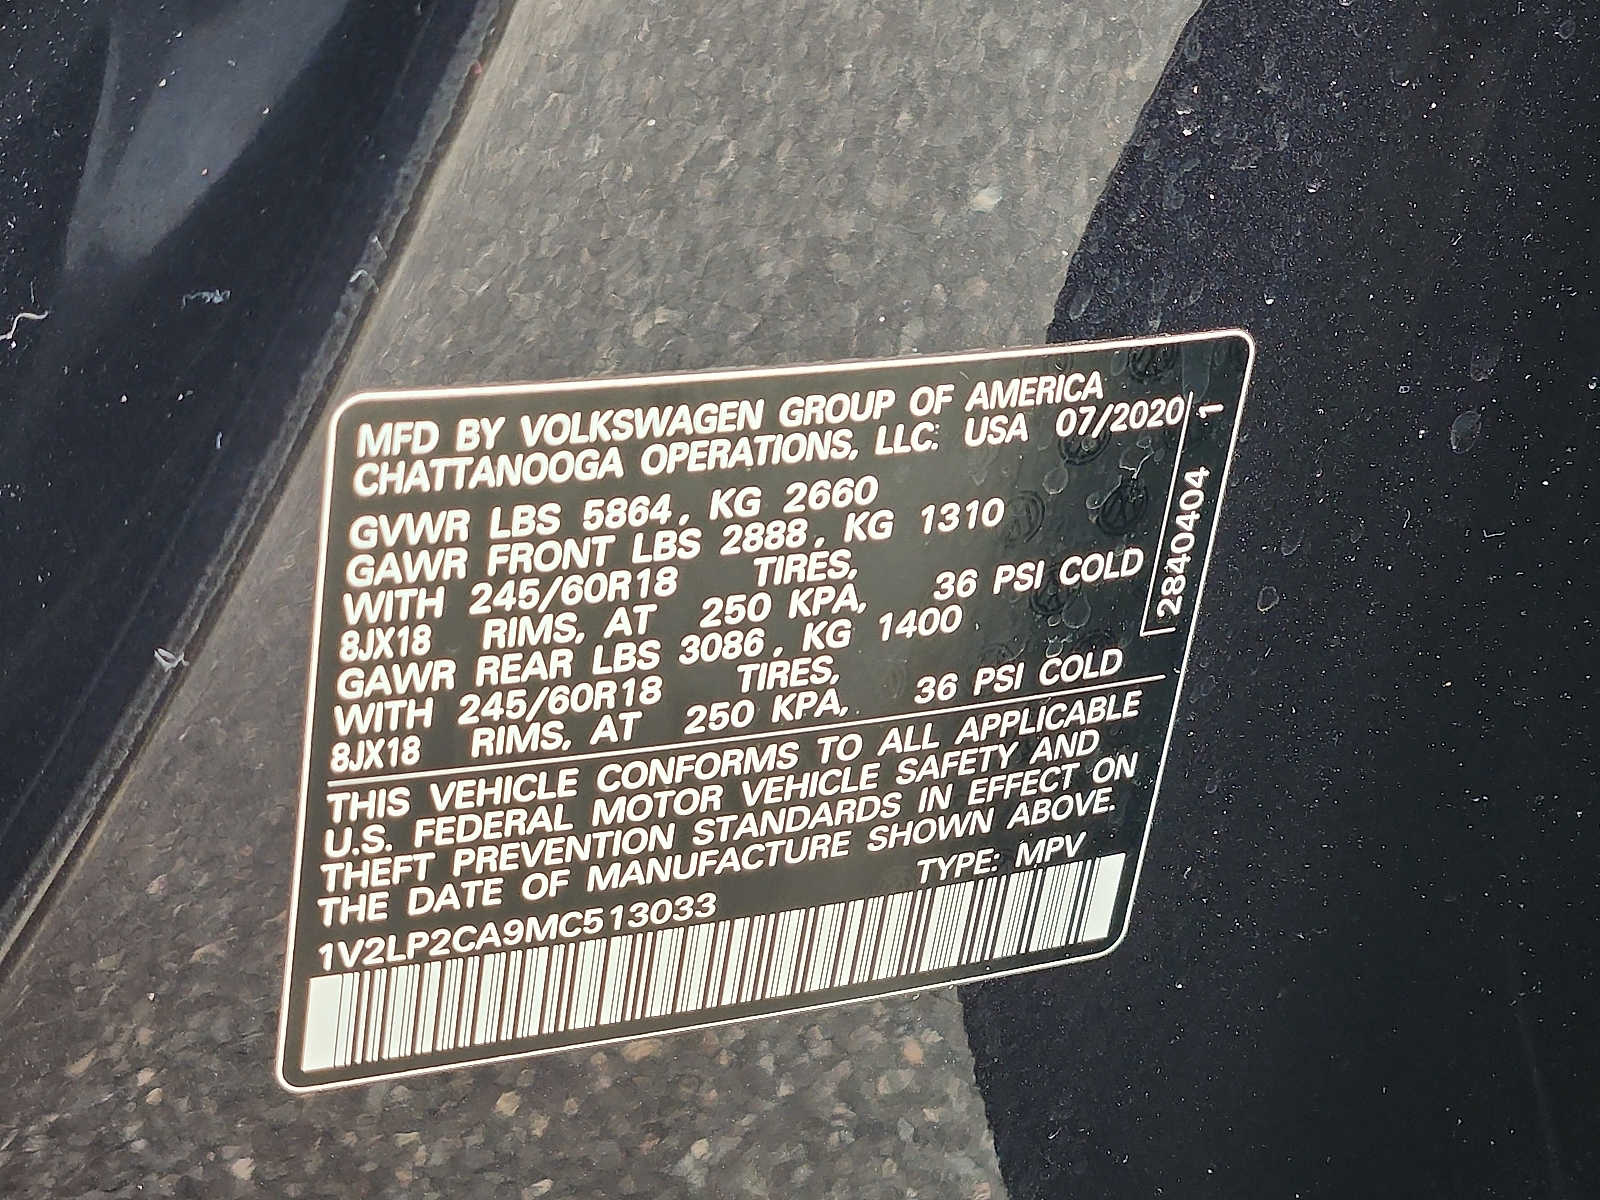 MFD BY VOLKSWAGEN GROUP OF AMERICA
CHATTANOOGA OPERATIONS, LLC. USA 07/2020
GVWR LBS 5864, KG 2660
GAWR FRONT LBS 2888, KG 1310
WITH 245/60R18 TIRES,
8JX18 RIMS, AT 250 KPA, 36 PSI COLD
GAWR REAR LBS 3086, KG 1400
WITH 245/60R18 TIRES,
8JX18 RIMS, AT 250 KPA, 36 PSI COLD
THIS VEHICLE CONFORMS TO ALL APPLICABLE
U.S. FEDERAL MOTOR VEHICLE SAFETY AND
THEFT PREVENTION STANDARDS IN EFFECT ON
THE DATE OF MANUFACTURE SHOWN ABOVE.
1V2LP2CA9MC513033 TYPE: MPV
2840404 1